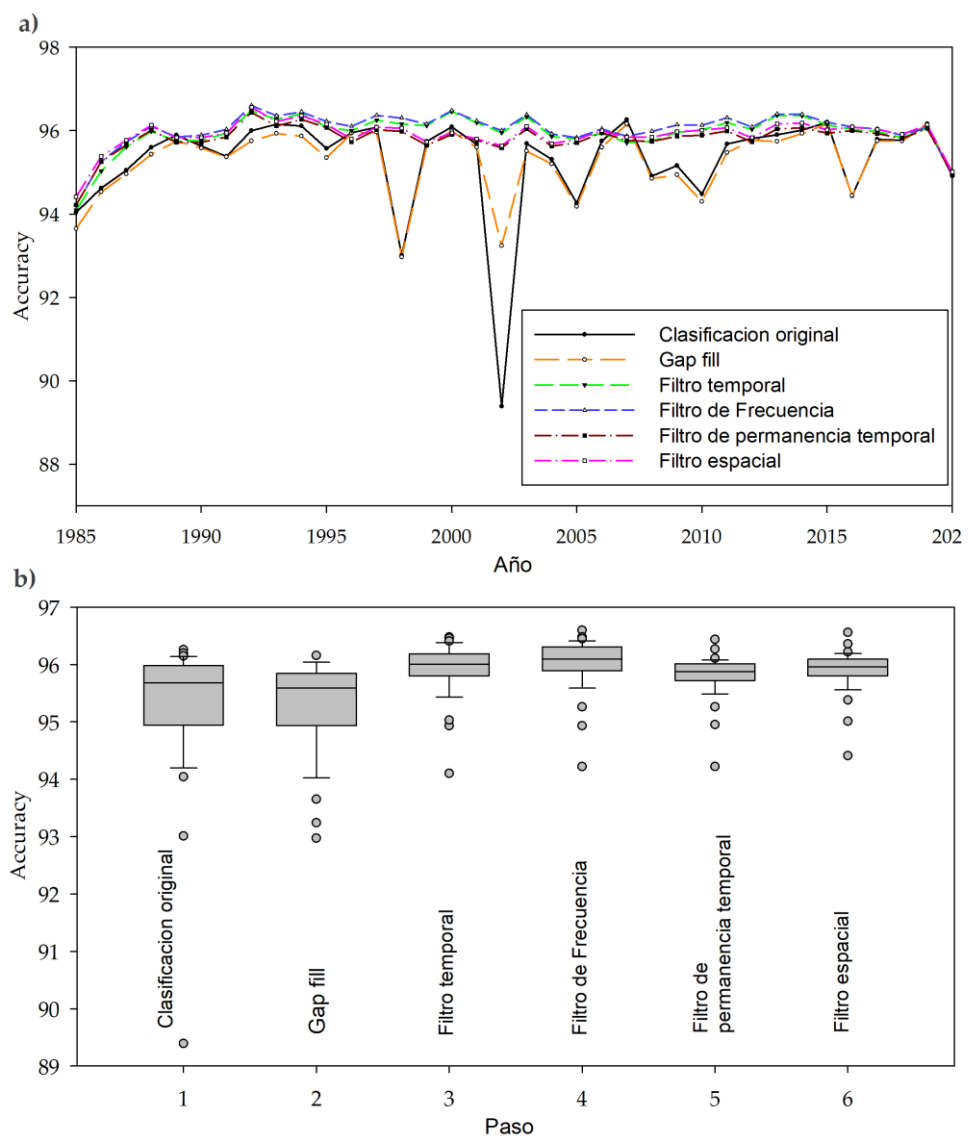 a)
98
96
94
92
90
88
Accuracy
Clasificacion original
Gap fill
Filtro temporal
Filtro de Frecuencia
Filtro de permanencia temporal
Filtro espacial
1985
1990
1995
2000
2005
2010
2015
202
Año
b)
97
96
95
94
93
92
91
90
89
Accuracy
Clasificacion original
Gap fill
Filtro temporal
Filtro de Frecuencia
Filtro de
permanencia temporal
Filtro espacial
1
2
3
4
5
6
Paso